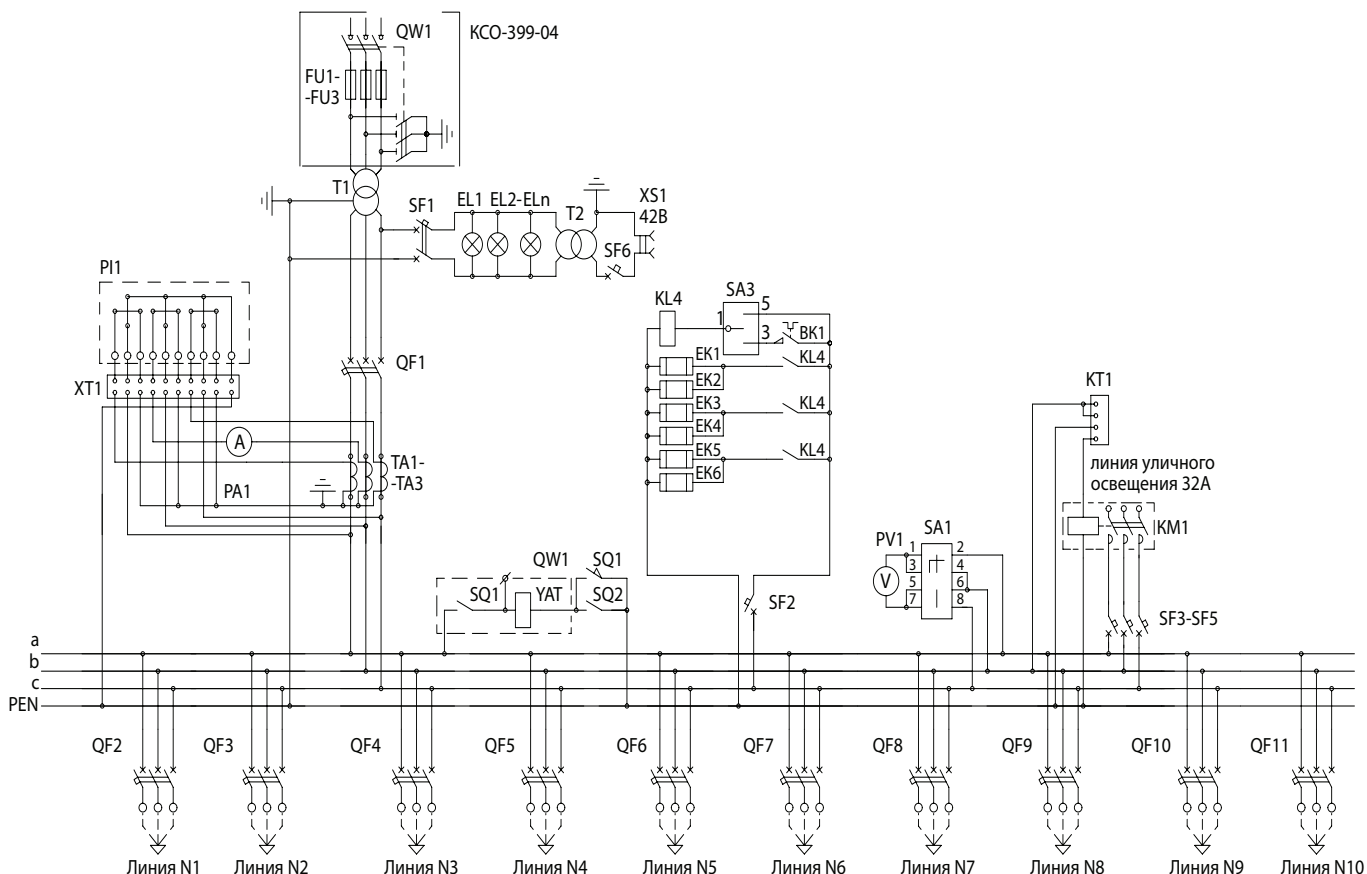 QW1
КСО-399-04
FU1-
-FU3
T1
SF1
EL1
EL2-ELn
T2
XS1
42В
SF6
PI1
XT1
QF1
A
PA1
TA1-
-TA3
KL4
SA3
1
5
3
BK1
EK1
KL4
EK2
EK3
KL4
EK4
EK5
KL4
EK6
KT1
линия уличного
освещения 32А
KM1
PV1
SA1
V
1
2
3
4
5
6
7
8
QW1
SQ1
SQ1
YAT
SQ2
SF2
SF3-SF5
a
b
c
PEN
QF2
QF3
QF4
QF5
QF6
QF7
QF8
QF9
QF10
QF11
Линия N1
Линия N2
Линия N3
Линия N4
Линия N5
Линия N6
Линия N7
Линия N8
Линия N9
Линия N10